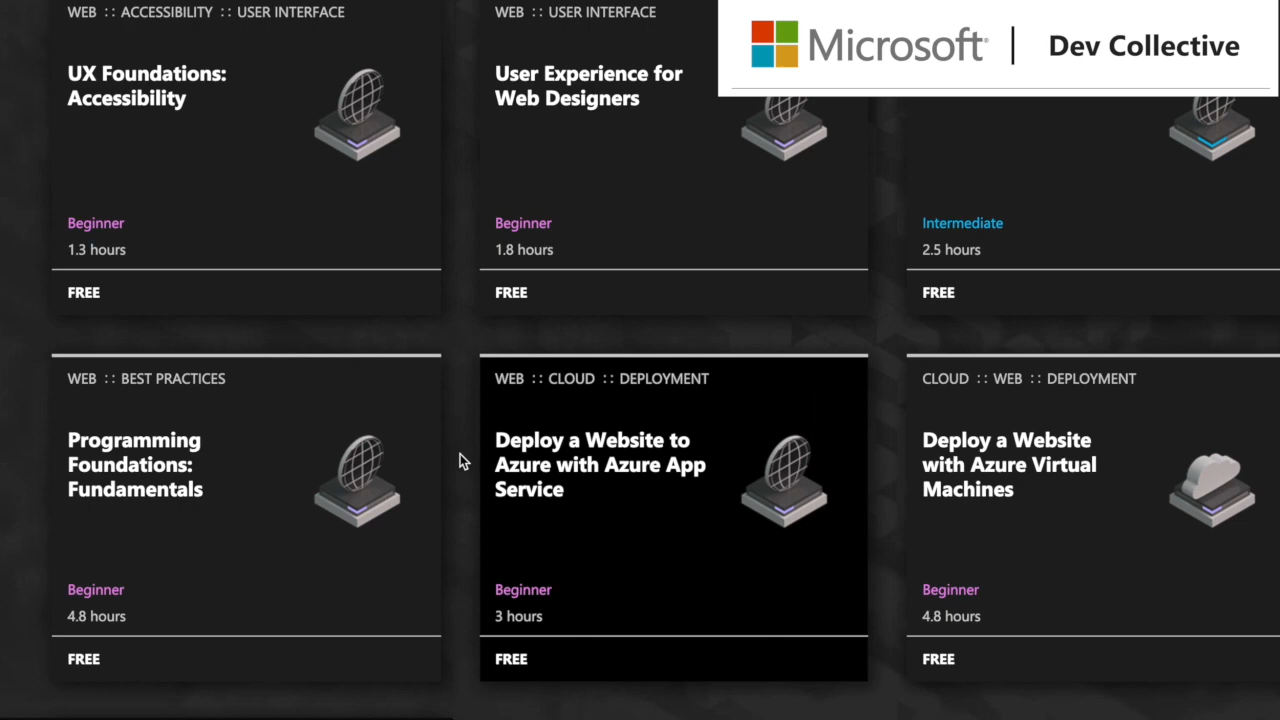 WEB :: ACCESSIBILITY :: USER INTERFACE
UX Foundations:
Accessibility
Beginner
1.3 hours
FREE
WEB :: USER INTERFACE
User Experience for
Web Designers
Beginner
1.8 hours
FREE
Microsoft | Dev Collective
Intermediate
2.5 hours
FREE
WEB :: BEST PRACTICES
Programming
Foundations:
Fundamentals
Beginner
4.8 hours
FREE
WEB :: CLOUD :: DEPLOYMENT
Deploy a Website to
Azure with Azure App
Service
Beginner
3 hours
FREE
CLOUD :: WEB :: DEPLOYMENT
Deploy a Website
with Azure Virtual
Machines
Beginner
4.8 hours
FREE